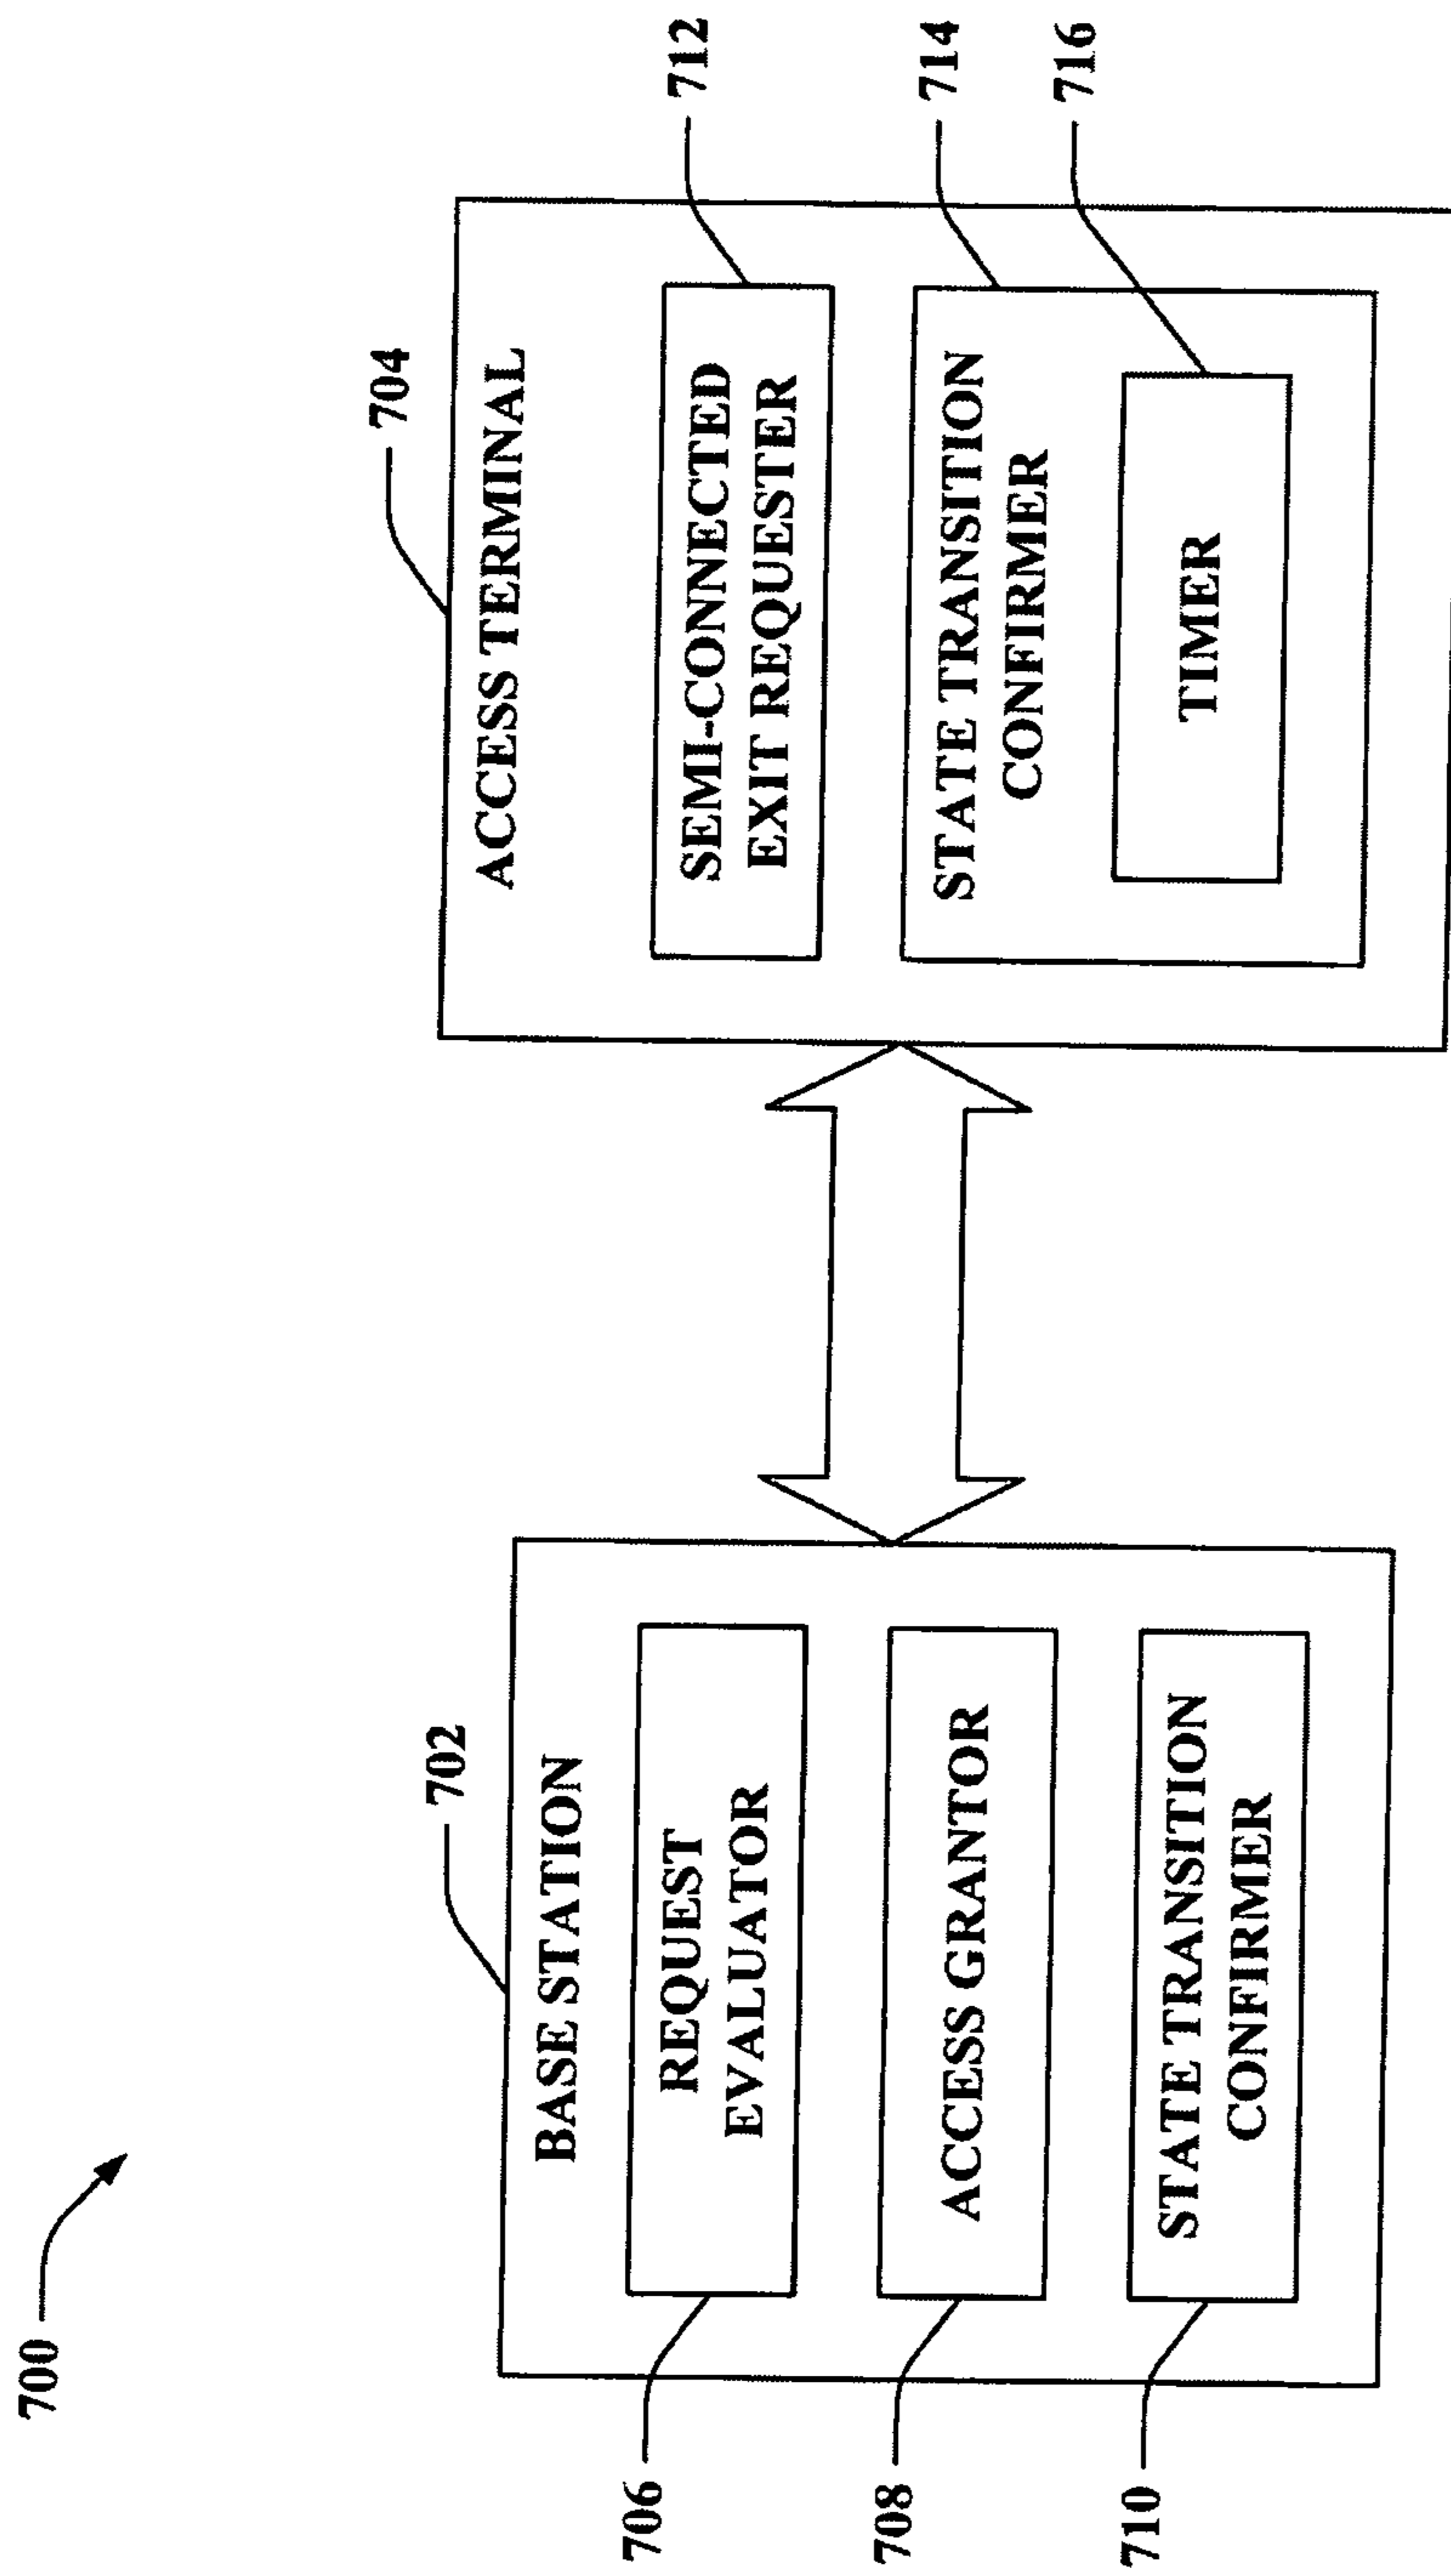 700
702
BASE STATION
706
REQUEST
EVALUATOR
708
ACCESS GRANTOR
710
STATE TRANSITION
CONFIRMER
704
ACCESS TERMINAL
712
SEMI-CONNECTED
EXIT REQUESTER
714
STATE TRANSITION
CONFIRMER
716
TIMER